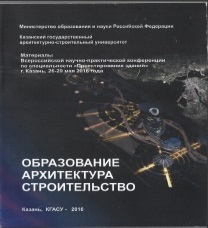 Министерство образования и науки Российской Федерации
Казанский государственный
архитектурно-строительный университет
Материалы
Всероссийской научно-практической конференции
по специальности «Проектирование зданий»
г. Казань, 26-29 мая 2016 года
ОБРАЗОВАНИЕ
АРХИТЕКТУРА
СТРОИТЕЛЬСТВО
Казань, КГАСУ - 2016